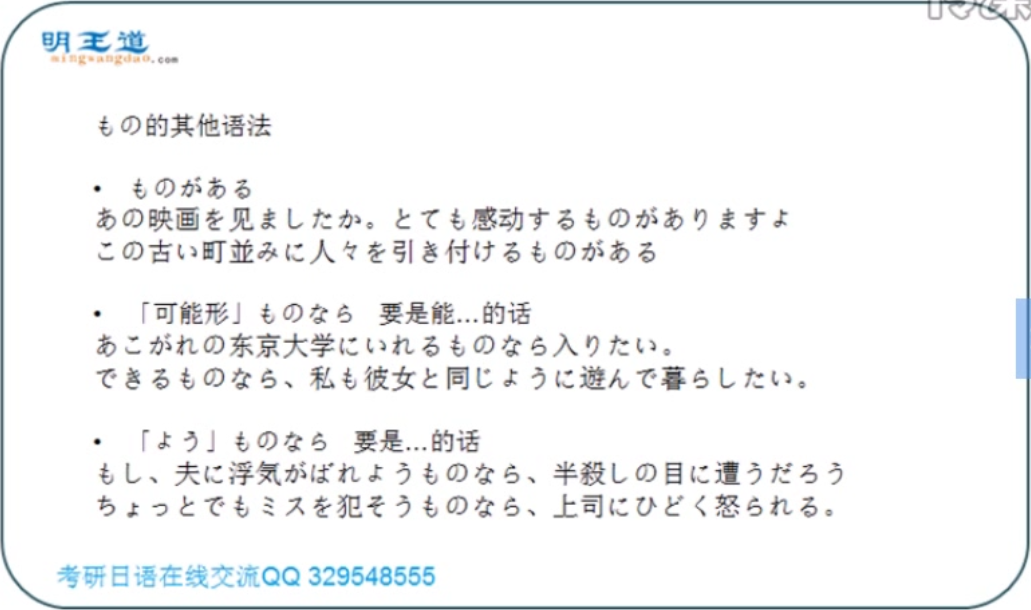 明王道
mingwangdao.com
もの的其他语法
• ものがある
あの映画を见ましたか。とても感动するものがありますよ
この古い町並みに人々を引き付けるものがある
• 「可能形」ものなら 要是能...的话
あこがれの东京大学にいれるものなら入りたい。
できるものなら、私も彼女と同じように遊んで暮らしたい。
• 「よう」ものなら 要是...的话
もし、夫に浮気がばれようものなら、半殺しの目に遭うだろう
ちょっとでもミスを犯そうものなら、上司にひどく怒られる。
考研日语在线交流QQ 329548555